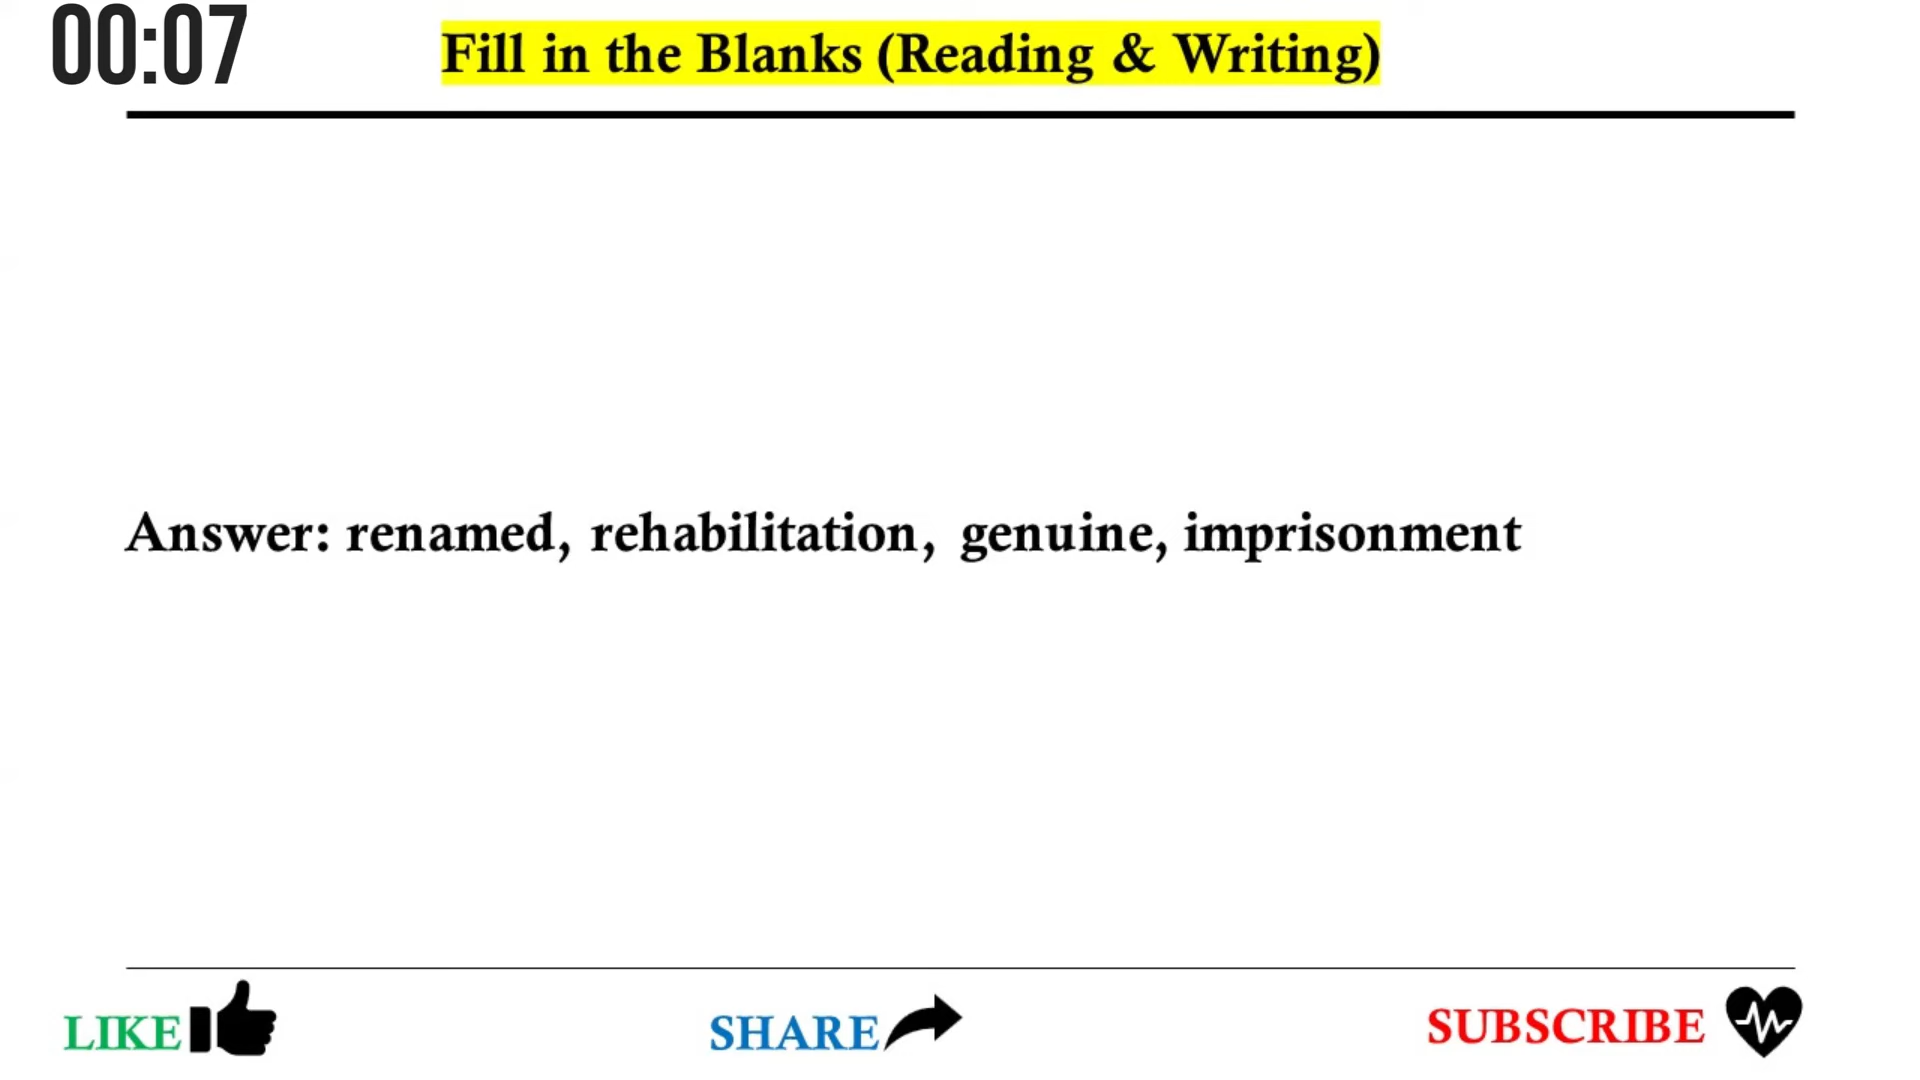 00:07
Fill in the Blanks (Reading & Writing)
Answer: renamed, rehabilitation, genuine, imprisonment
LIKE
SHARE
SUBSCRIBE